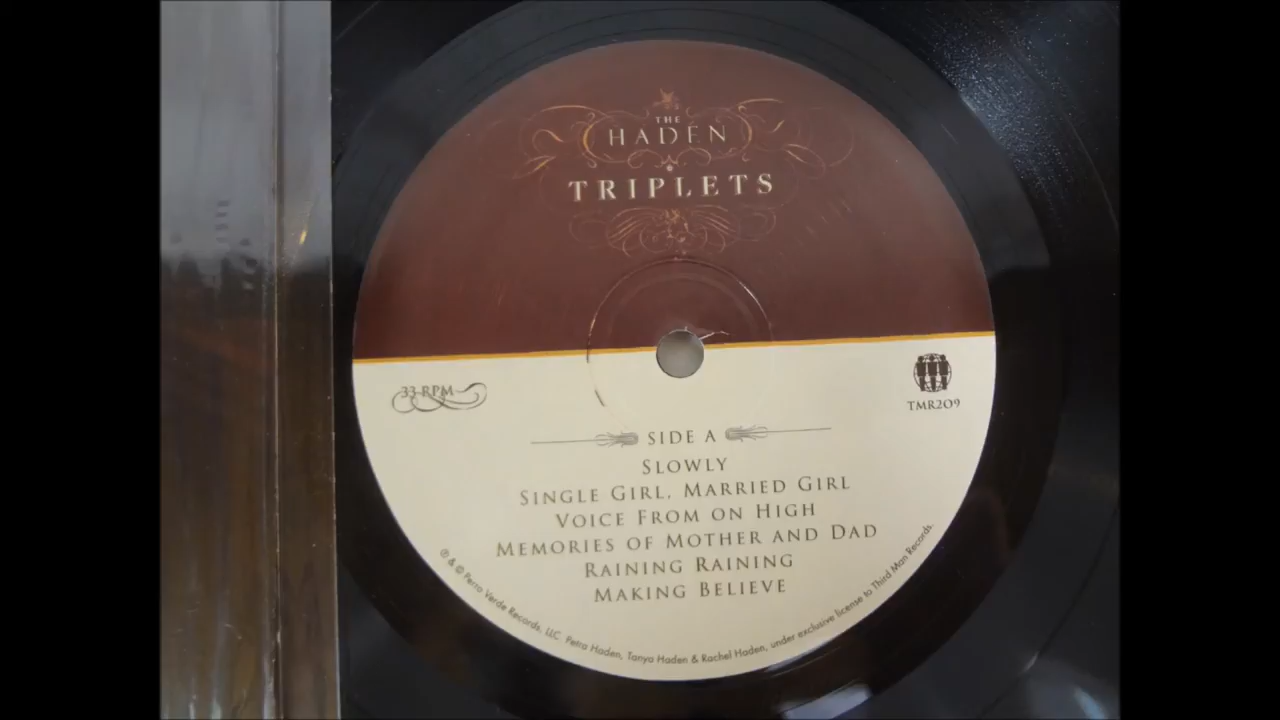 THE
HADEN
TRIPLETS
33 RPM
TMR209
SIDE A
SLOWLY
SINGLE GIRL, MARRIED GIRL
VOICE FROM ON HIGH
MEMORIES OF MOTHER AND DAD
RAINING RAINING
MAKING BELIEVE
℗ & © Perro Verde Records, LLC. Petra Haden, Tanya Haden & Rachel Haden, under exclusive license to Third Man Records.